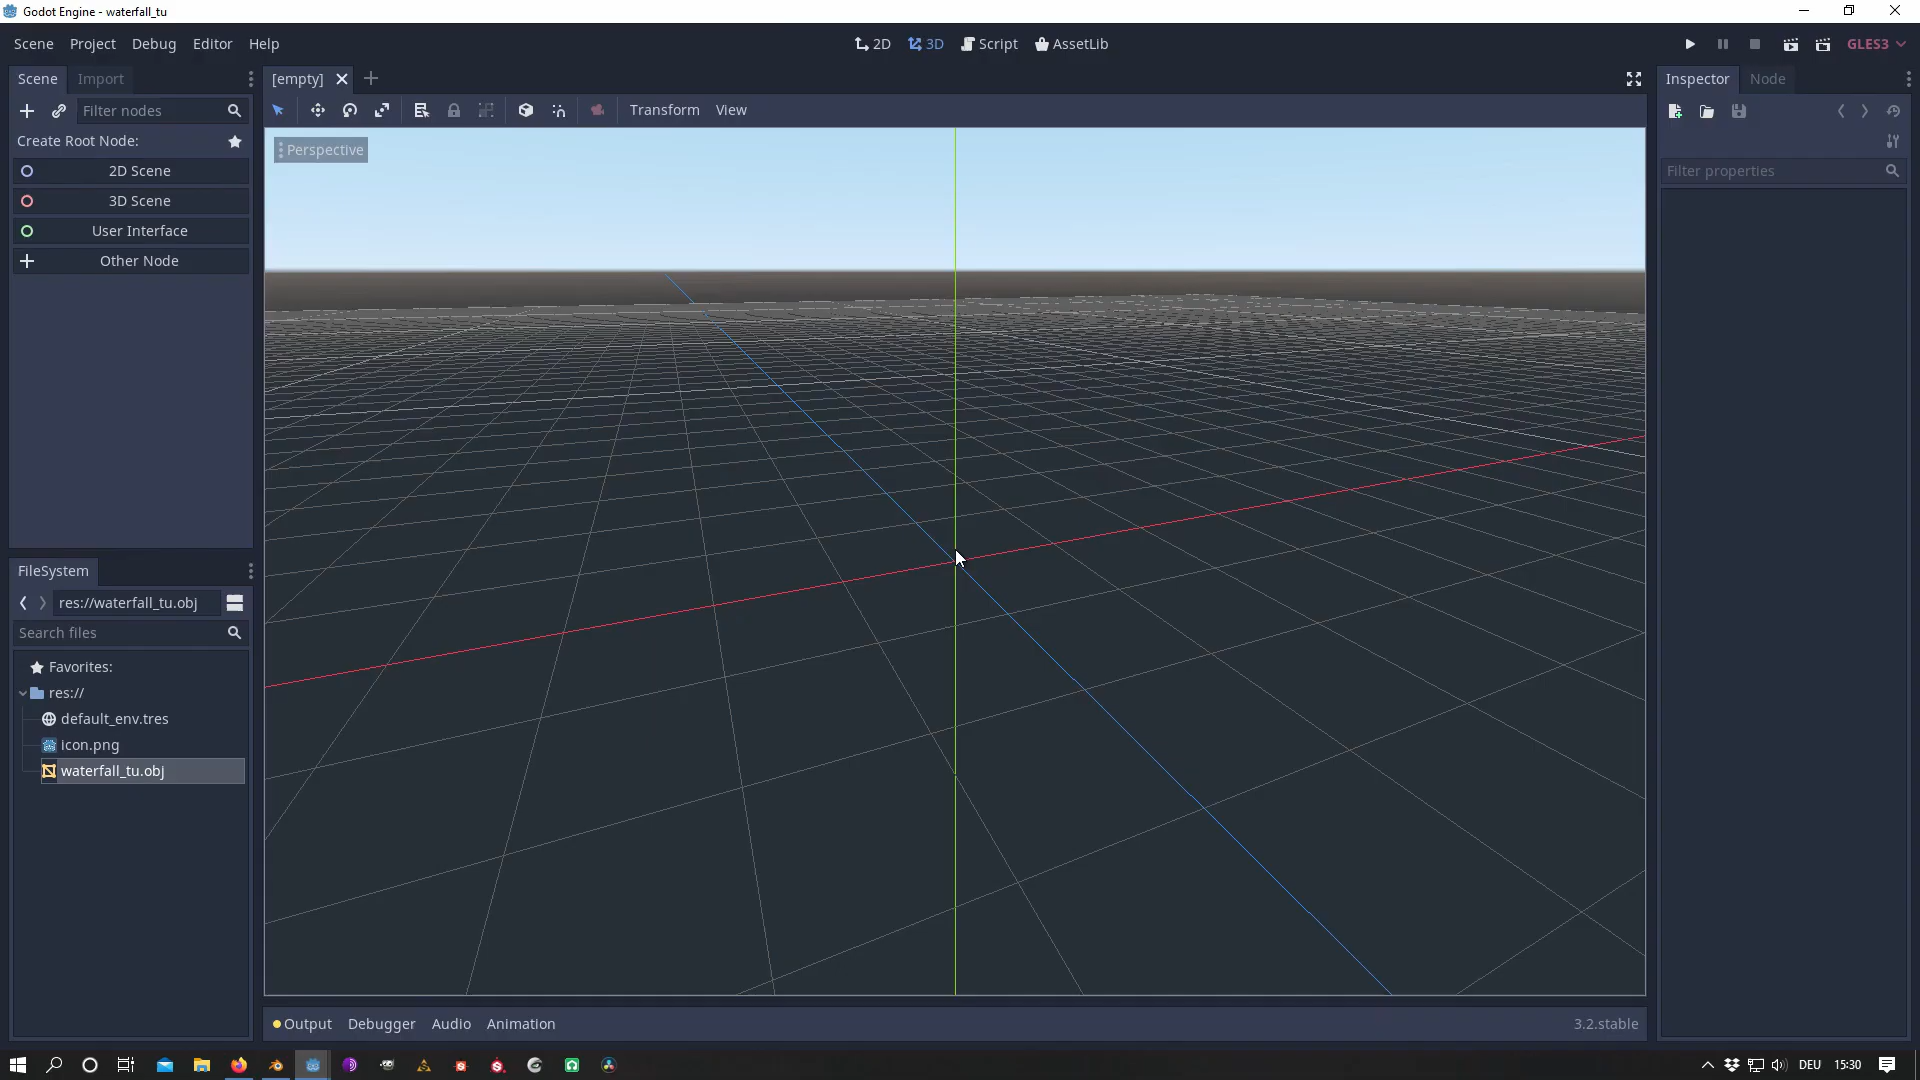 Godot Engine - waterfall_tu
Scene Project Debug Editor Help
2D 3D Script AssetLib
GLES3
Scene Import
[empty]
Inspector Node
Filter nodes
Transform View
Create Root Node:
Perspective
2D Scene
Filter properties
3D Scene
User Interface
Other Node
FileSystem
res://waterfall_tu.obj
Search files
Favorites:
res://
default_env.tres
icon.png
waterfall_tu.obj
Output Debugger Audio Animation
3.2.stable
DEU 15:30